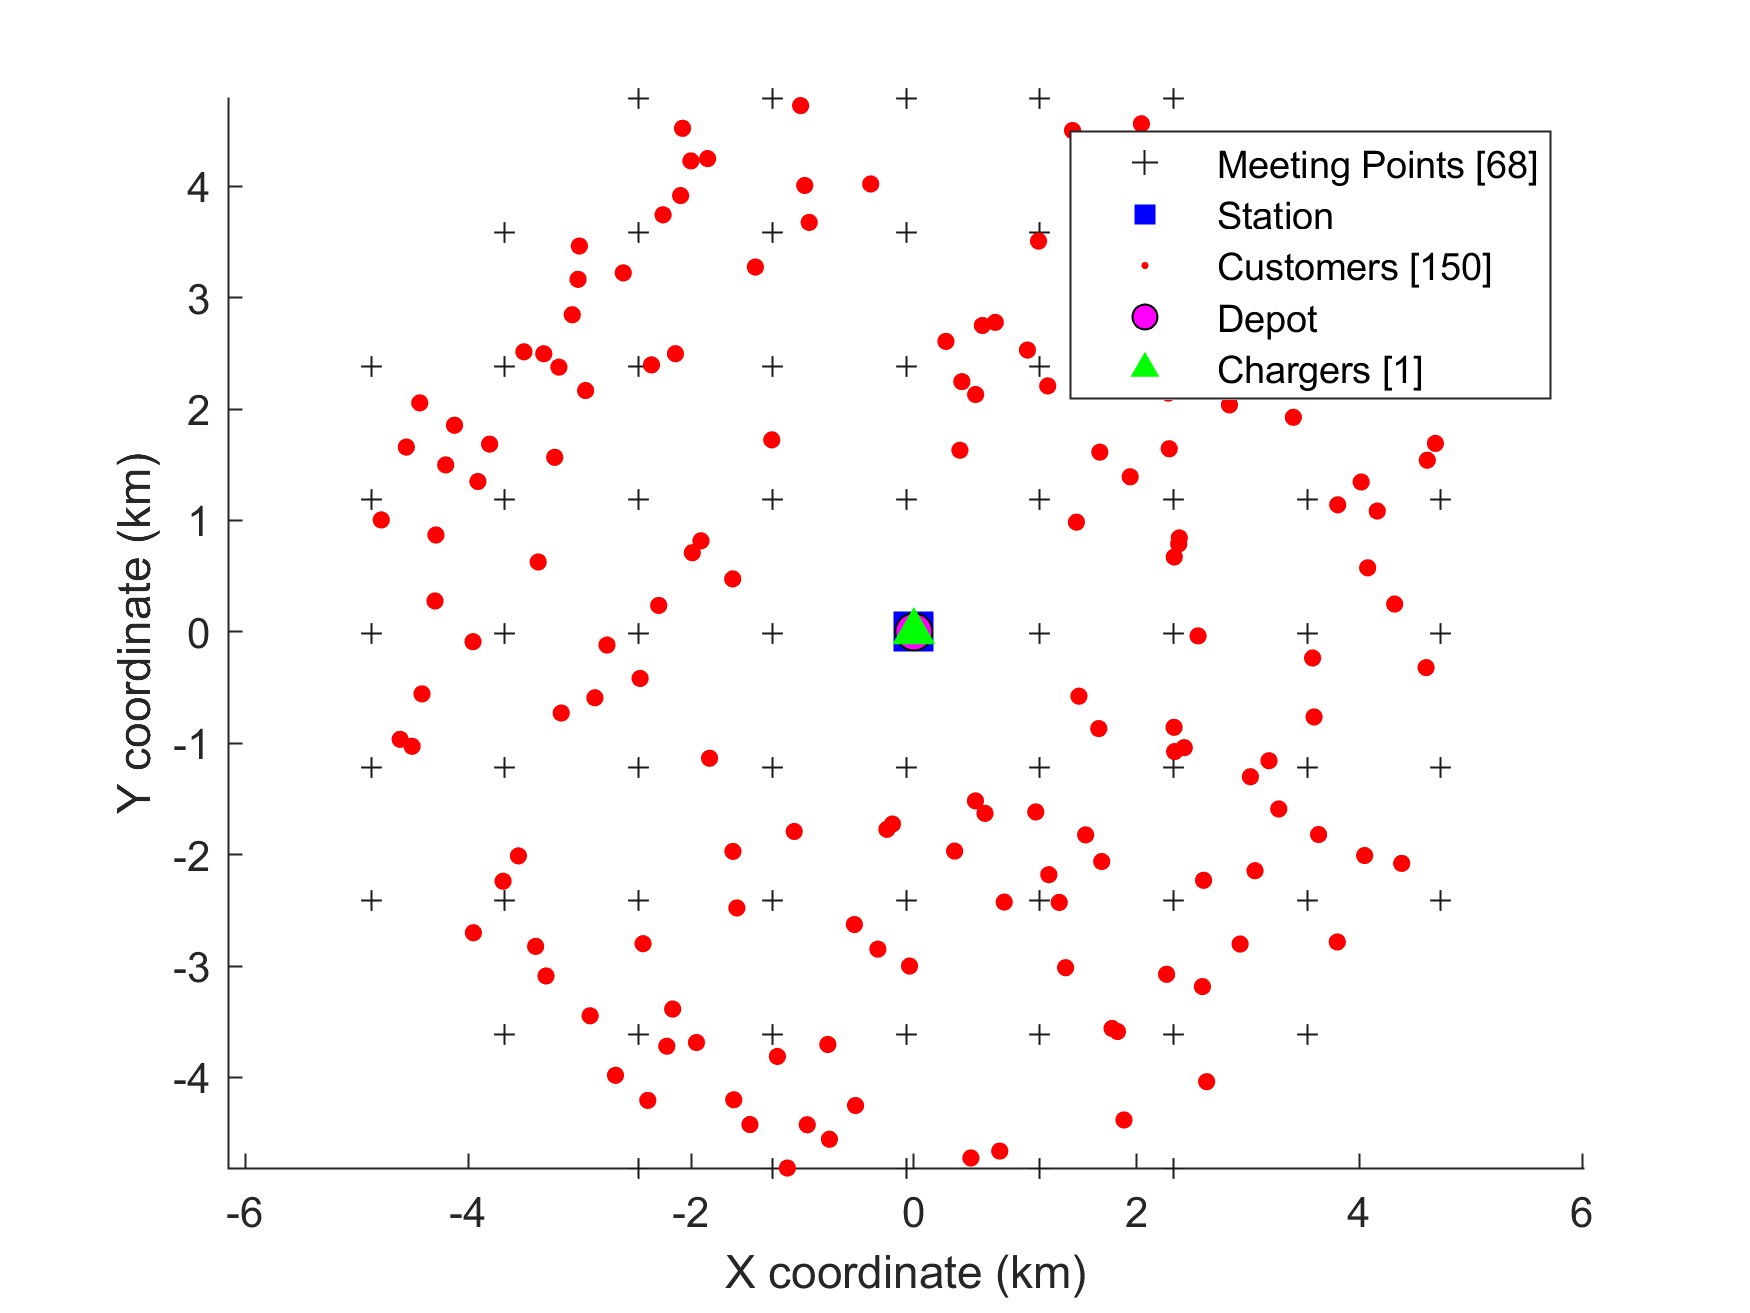 Meeting Points [68]
Station
Customers [150]
Depot
Chargers [1]
4
3
2
1
0
-1
-2
-3
-4
Y coordinate (km)
-6 -4 -2 0 2 4 6
X coordinate (km)